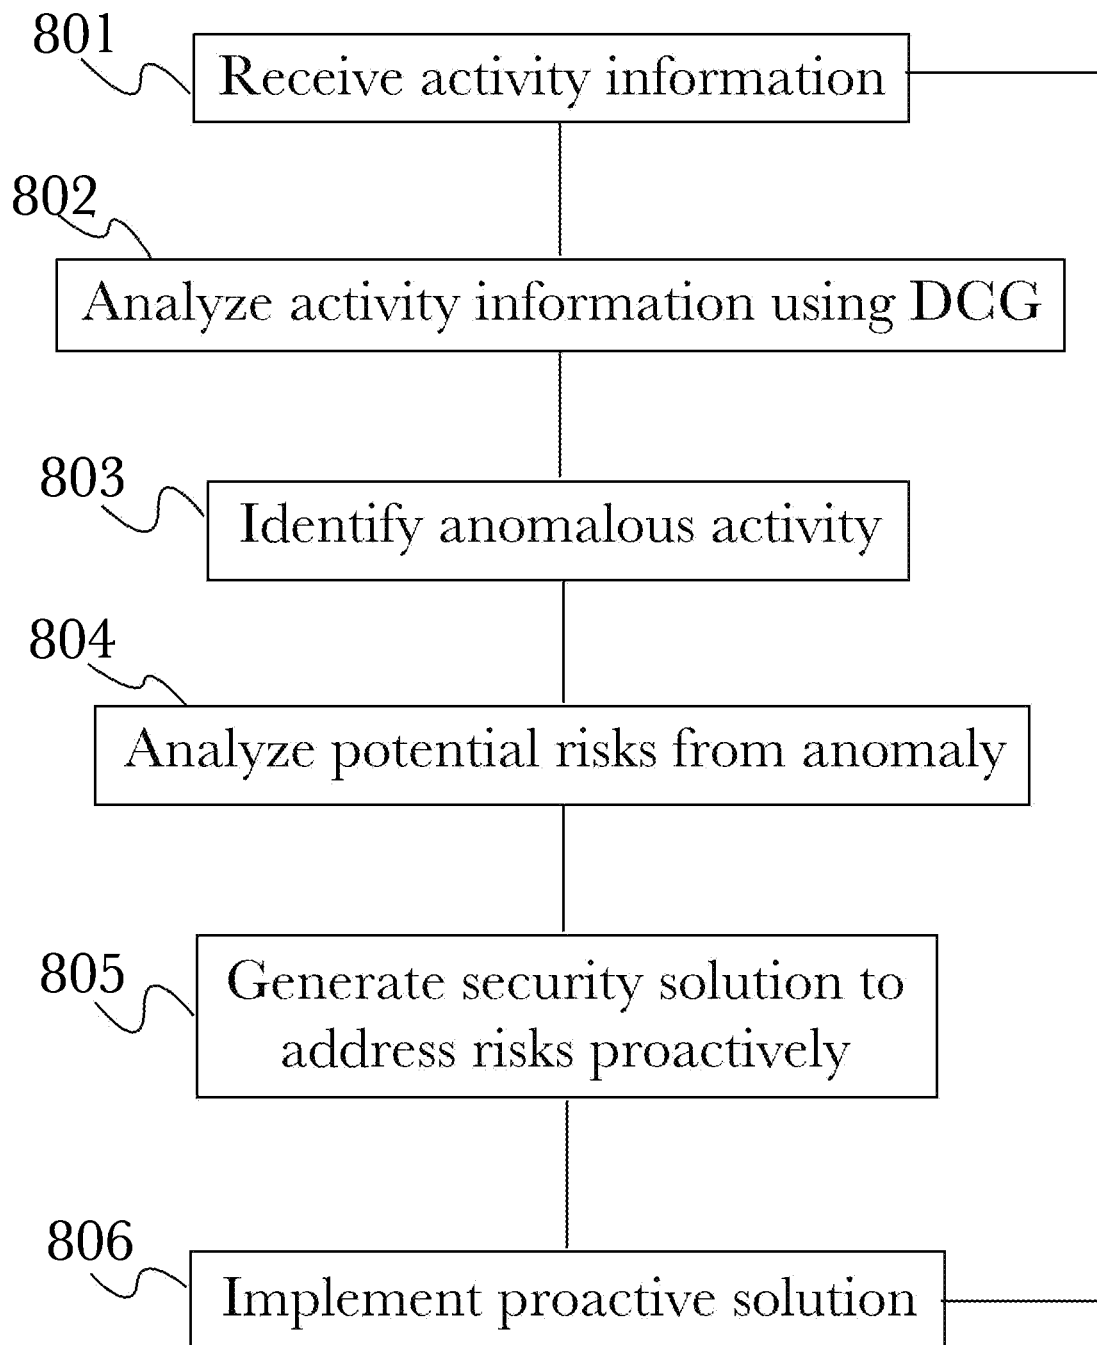 801
Receive activity information
802
Analyze activity information using DCG
803
Identify anomalous activity
804
Analyze potential risks from anomaly
805
Generate security solution to
address risks proactively
806
Implement proactive solution